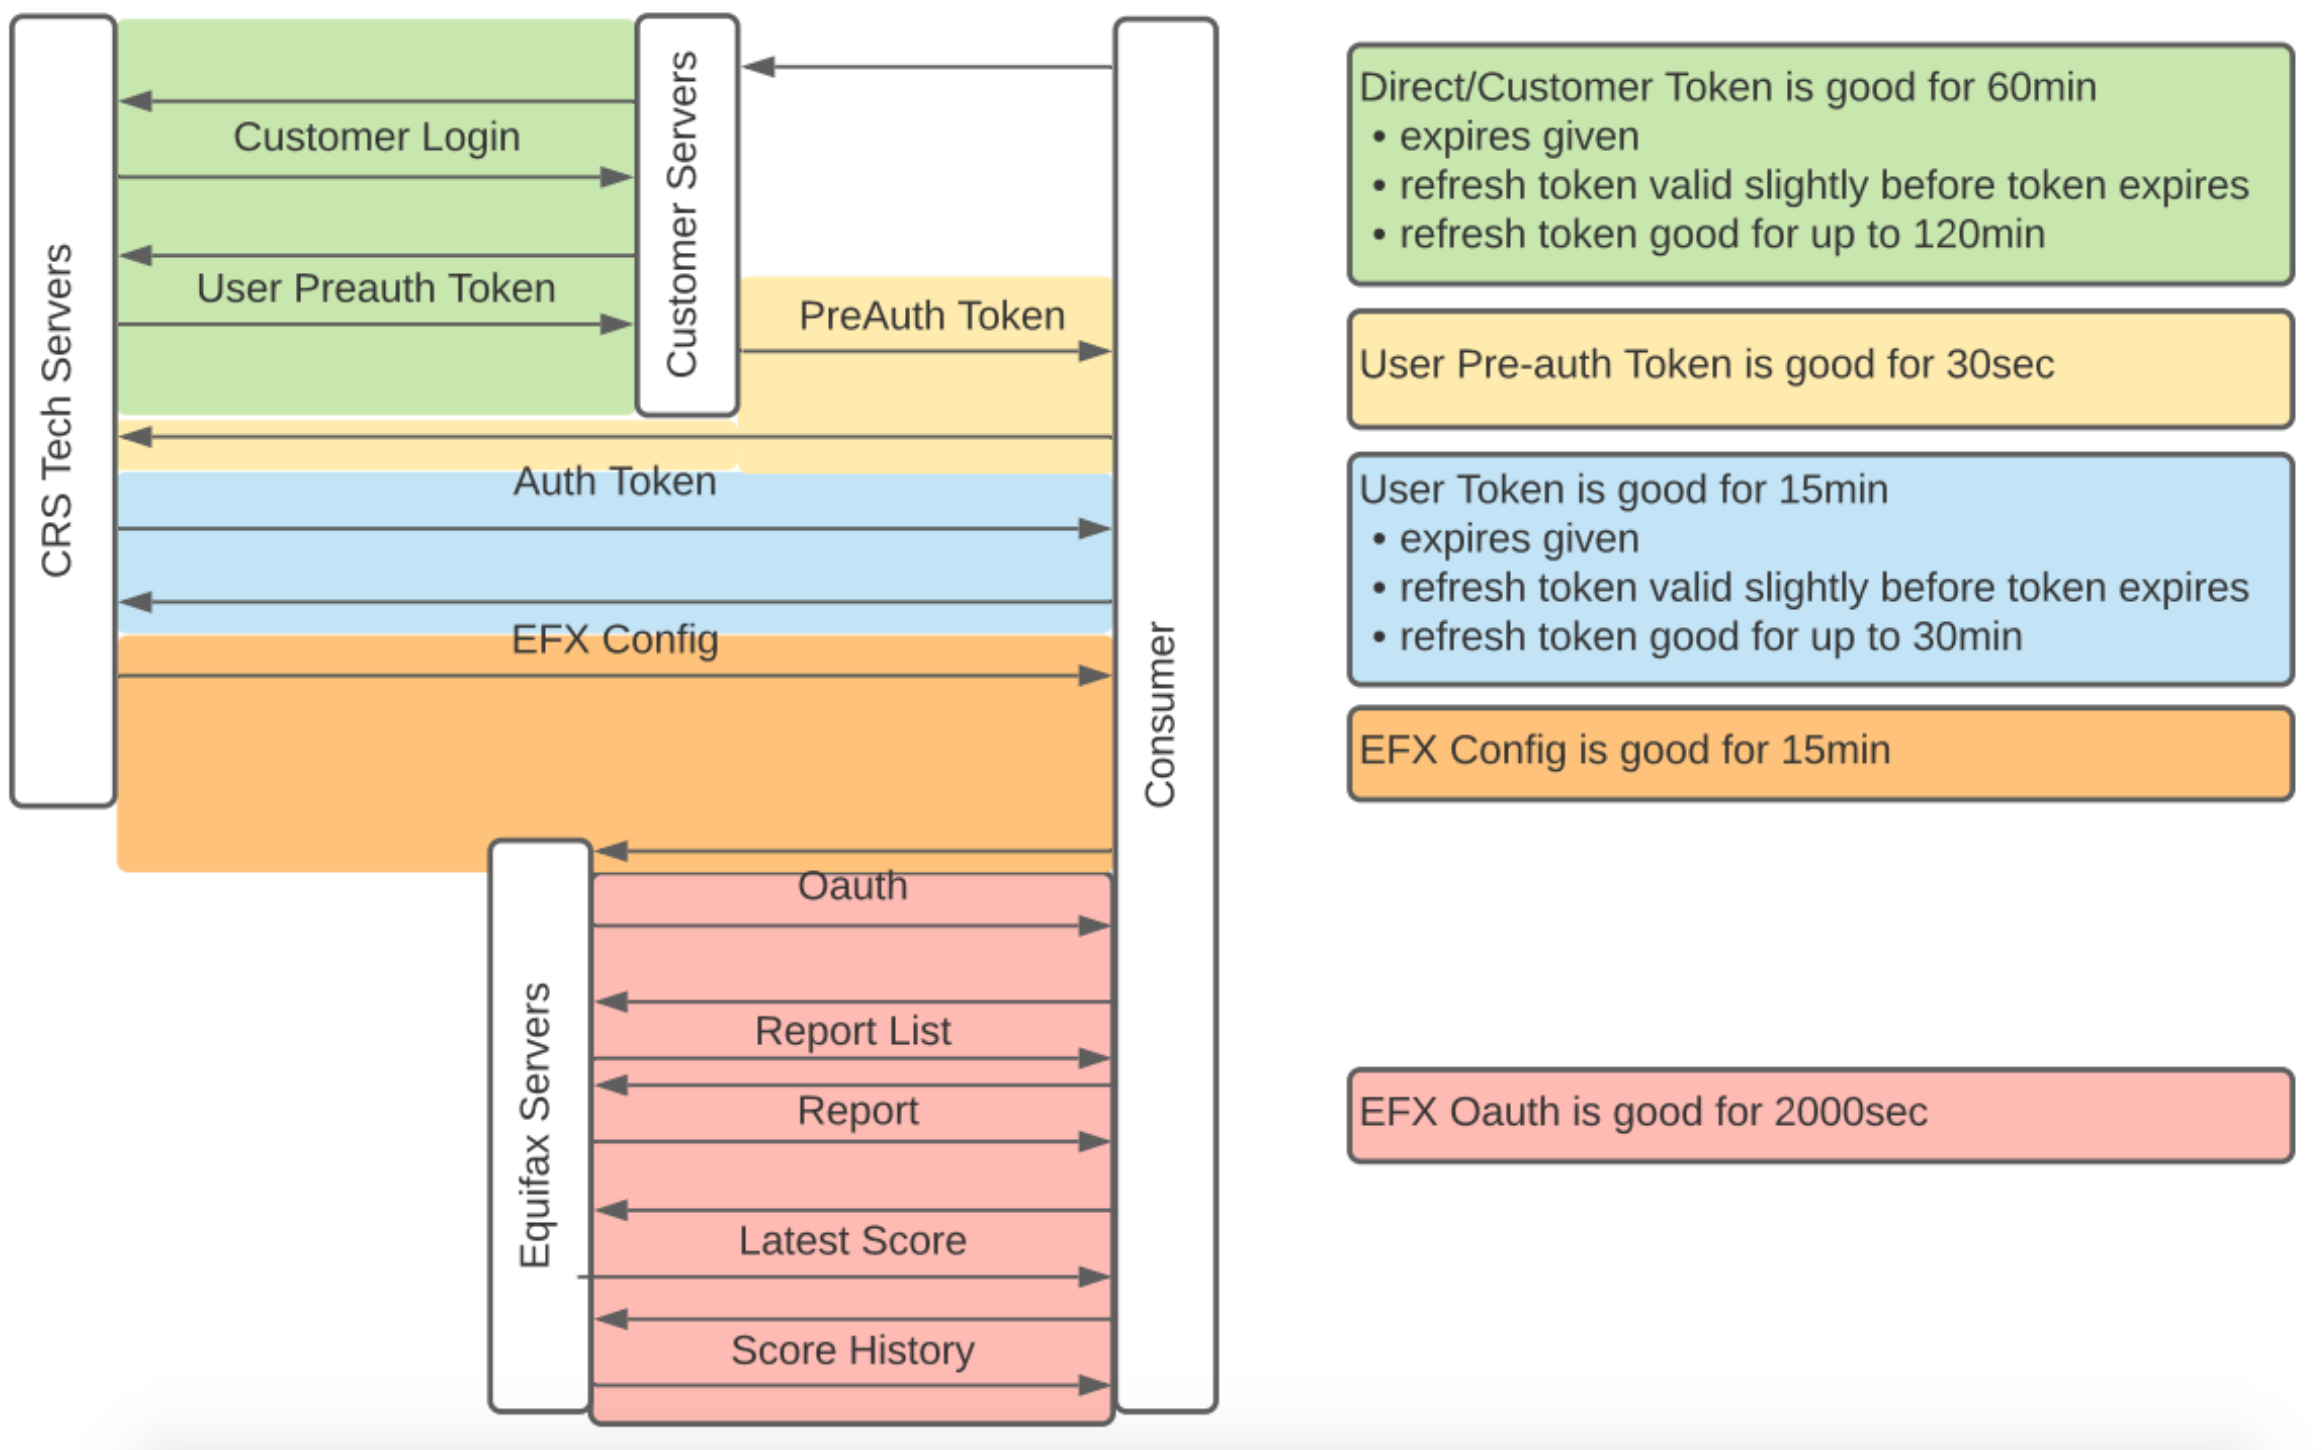 CRS Tech Servers
Customer Servers
Customer Login
User Preauth Token
PreAuth Token
Auth Token
EFX Config
Consumer
Equifax Servers
Oauth
Report List
Report
Latest Score
Score History
Direct/Customer Token is good for 60min
• expires given
• refresh token valid slightly before token expires
• refresh token good for up to 120min
User Pre-auth Token is good for 30sec
User Token is good for 15min
• expires given
• refresh token valid slightly before token expires
• refresh token good for up to 30min
EFX Config is good for 15min
EFX Oauth is good for 2000sec